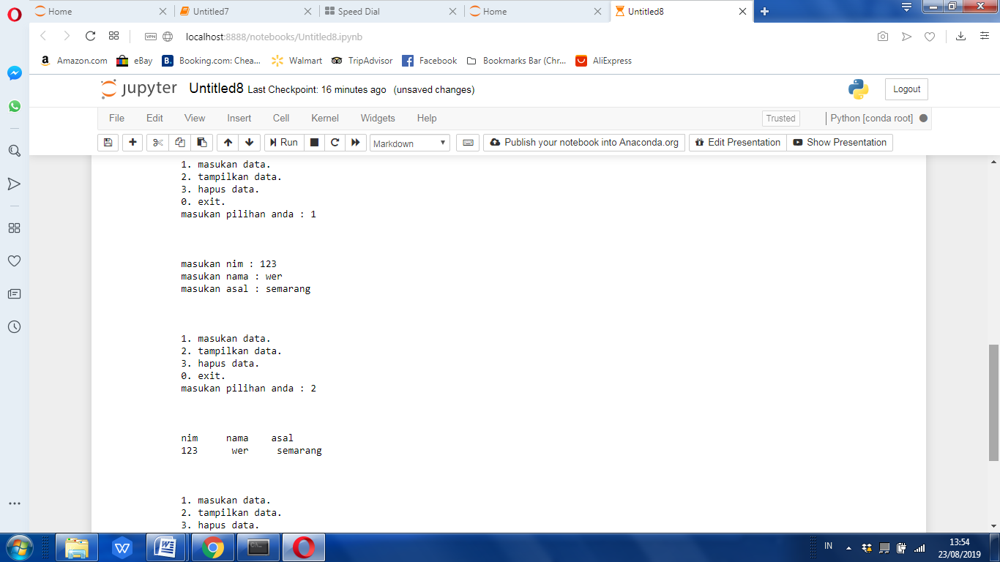 Home
Untitled7
Speed Dial
Home
Untitled8
VPN
localhost:8888/notebooks/Untitled8.ipynb
Amazon.com
eBay
B.
Booking.com: Chea...
Walmart
TripAdvisor
Facebook
Bookmarks Bar (Chr...
AliExpress
jupyter
Untitled8
Last Checkpoint: 16 minutes ago
(unsaved changes)
Logout
File
Edit
View
Insert
Cell
Kernel
Widgets
Help
Trusted
Python [conda root]
Run
Markdown
Publish your notebook into Anaconda.org
Edit Presentation
Show Presentation
1. masukan data.
2. tampilkan data.
3. hapus data.
0. exit.
masukan pilihan anda : 1
masukan nim : 123
masukan nama : wer
masukan asal : semarang
1. masukan data.
2. tampilkan data.
3. hapus data.
0. exit.
masukan pilihan anda : 2
nim     nama    asal
123      wer     semarang
1. masukan data.
2. tampilkan data.
3. hapus data.
IN
13:54
23/08/2019